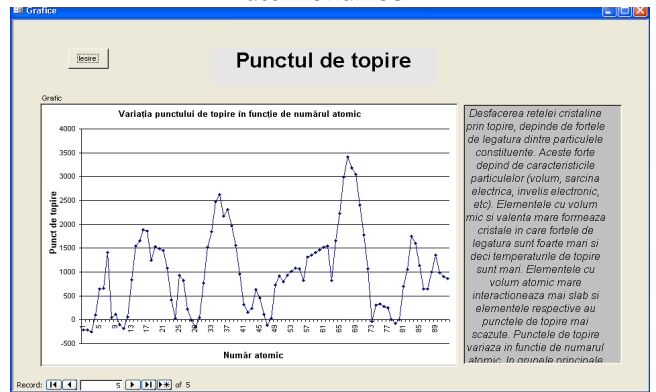 Grafice
Iesire
Punctul de topire
Grafic
Variația punctului de topire în funcție de numărul atomic
4000
3500
3000
2500
2000
1500
1000
500
0
-500
Punct de topire
1 5 9 13 17 21 25 29 33 37 41 45 49 53 57 61 65 69 73 77 81 85 89
Număr atomic
Desfacerea retelei cristaline
prin topire, depinde de fortele
de legatura dintre particulele
constituente. Aceste forte
depind de caracteristicile
particulelor (volum, sarcina
electrica, invelis electronic,
etc). Elementele cu volum
mic si valenta mare formeaza
cristale in care fortele de
legatura sunt foarte mari si
deci temperaturile de topire
sunt mari. Elementele cu
volum atomic mare
interactioneaza mai slab si
elementele respective au
punctele de topire mai
scazute. Punctele de topire
variaza in functie de numarul
atomic. In grupele principale
Record: 5 of 5